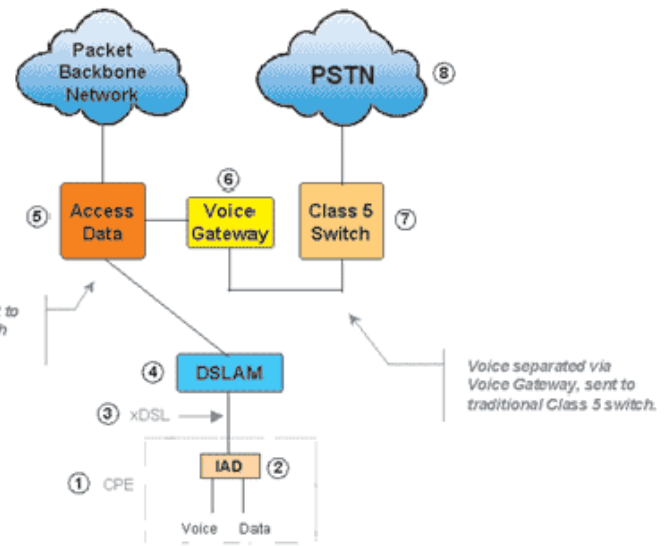 Packet
Backbone
Network
PSTN
8
6
5
Access
Data
Voice
Gateway
Class 5
Switch
7
to
4
DSLAM
Voice separated via
Voice Gateway, sent to
traditional Class 5 switch.
3 xDSL
IAD
2
1 CPE
Voice Data